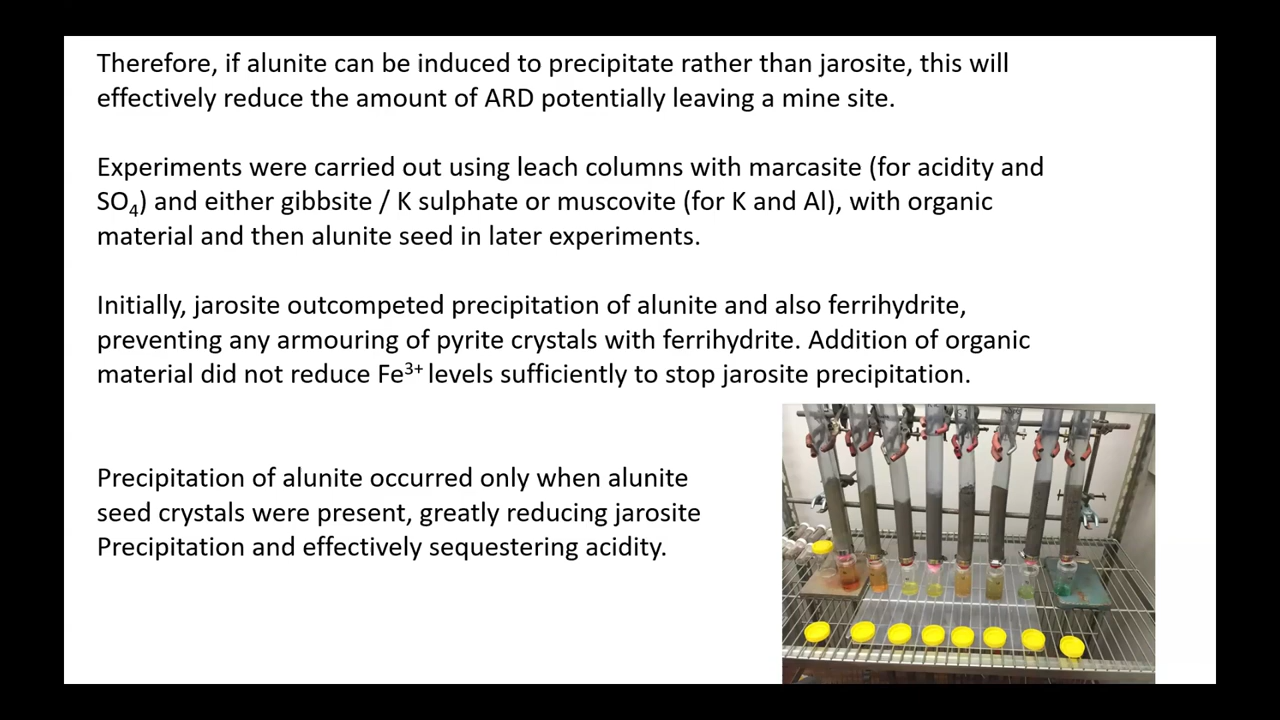 Therefore, if alunite can be induced to precipitate rather than jarosite, this will
effectively reduce the amount of ARD potentially leaving a mine site.
Experiments were carried out using leach columns with marcasite (for acidity and
SO₄) and either gibbsite / K sulphate or muscovite (for K and Al), with organic
material and then alunite seed in later experiments.
Initially, jarosite outcompeted precipitation of alunite and also ferrihydrite,
preventing any armouring of pyrite crystals with ferrihydrite. Addition of organic
material did not reduce Fe³⁺ levels sufficiently to stop jarosite precipitation.
Precipitation of alunite occurred only when alunite
seed crystals were present, greatly reducing jarosite
Precipitation and effectively sequestering acidity.